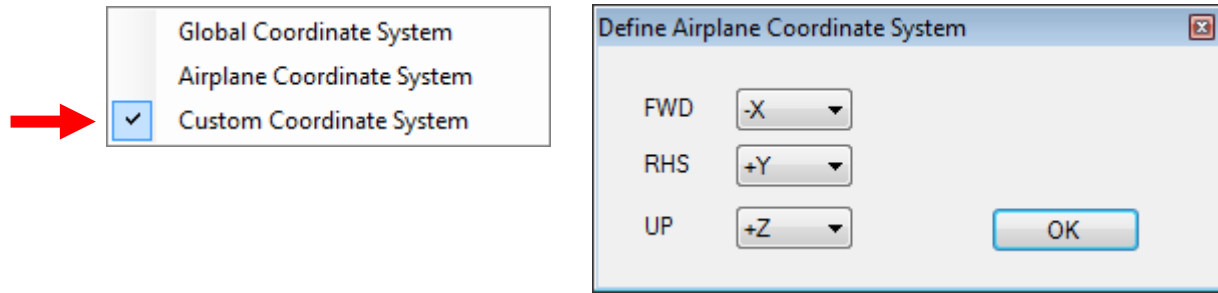 Global Coordinate System
Airplane Coordinate System
Custom Coordinate System
Define Airplane Coordinate System
FWD -X
RHS +Y
UP +Z
OK